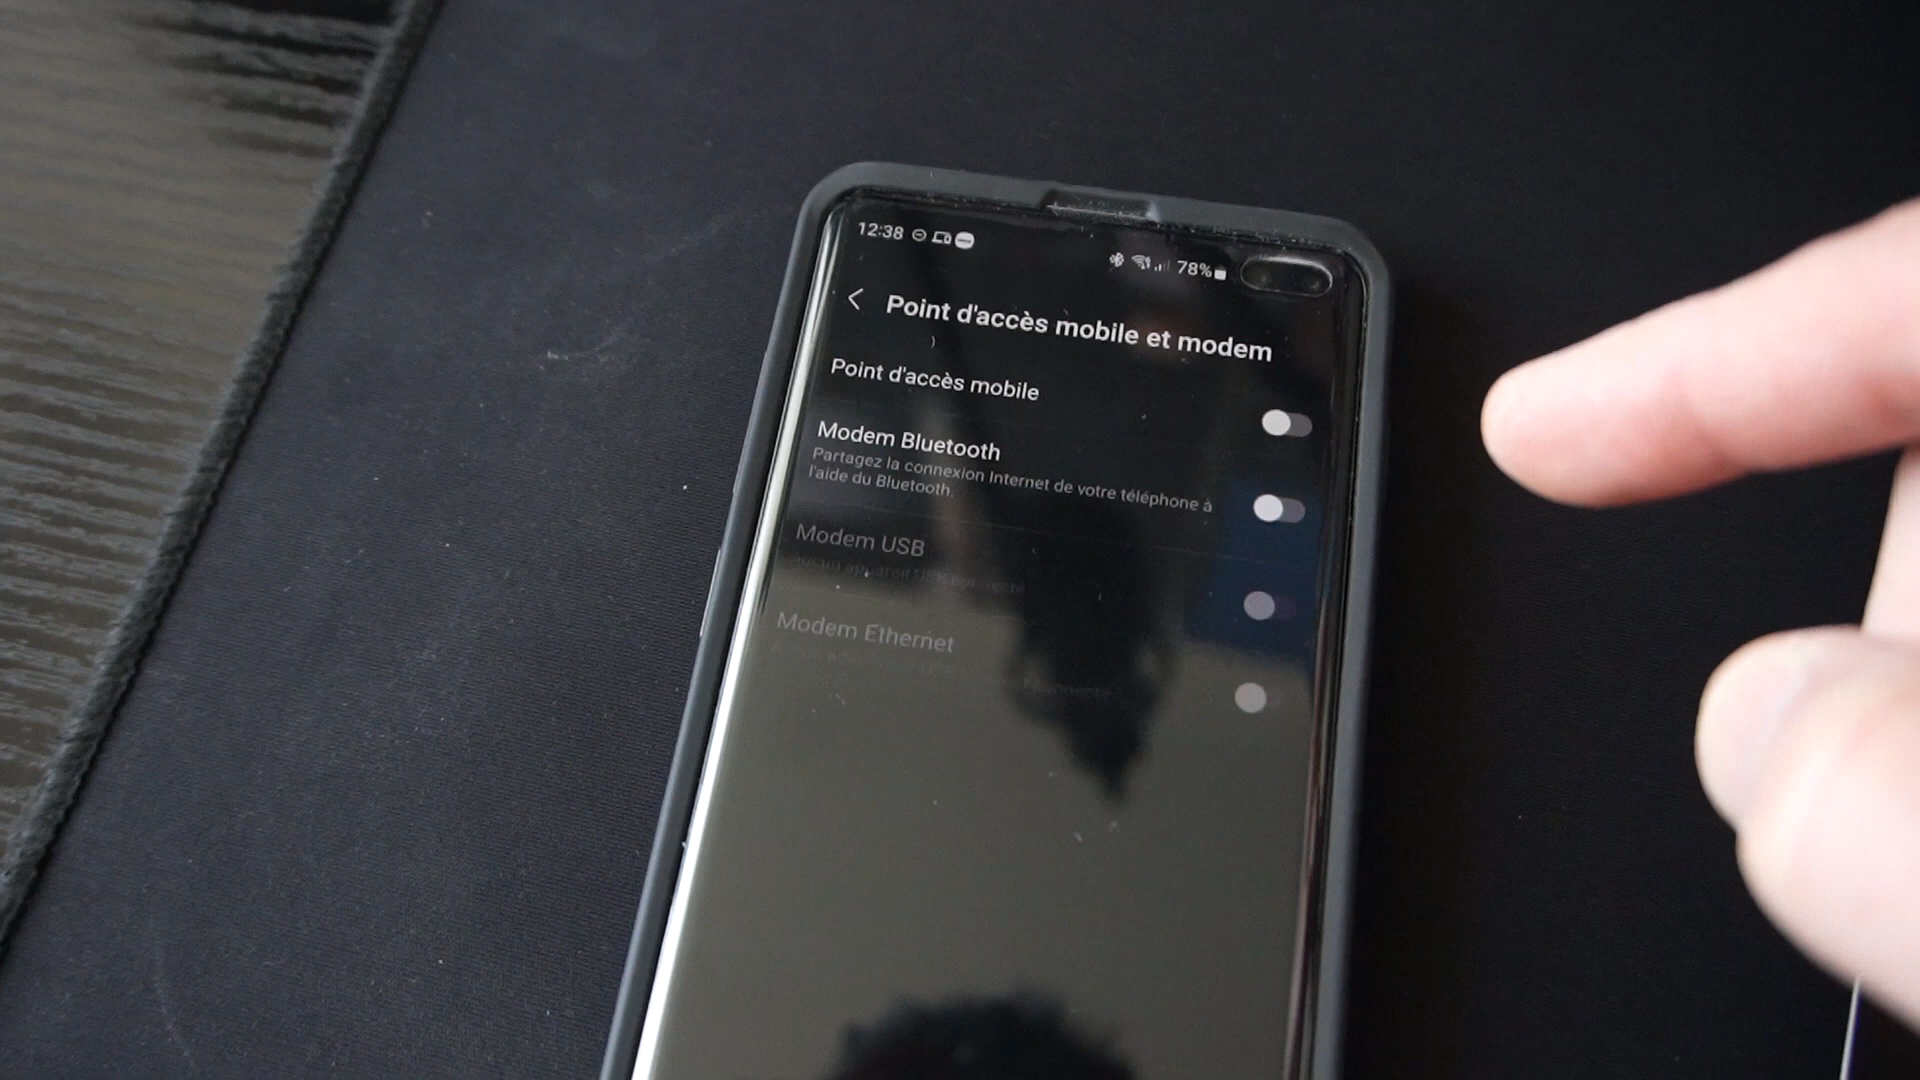 12:38
78%
Point d'accès mobile et modem
Point d'accès mobile
Modem Bluetooth
Partagez la connexion Internet de votre téléphone à
l'aide du Bluetooth.
Modem USB
Modem Ethernet